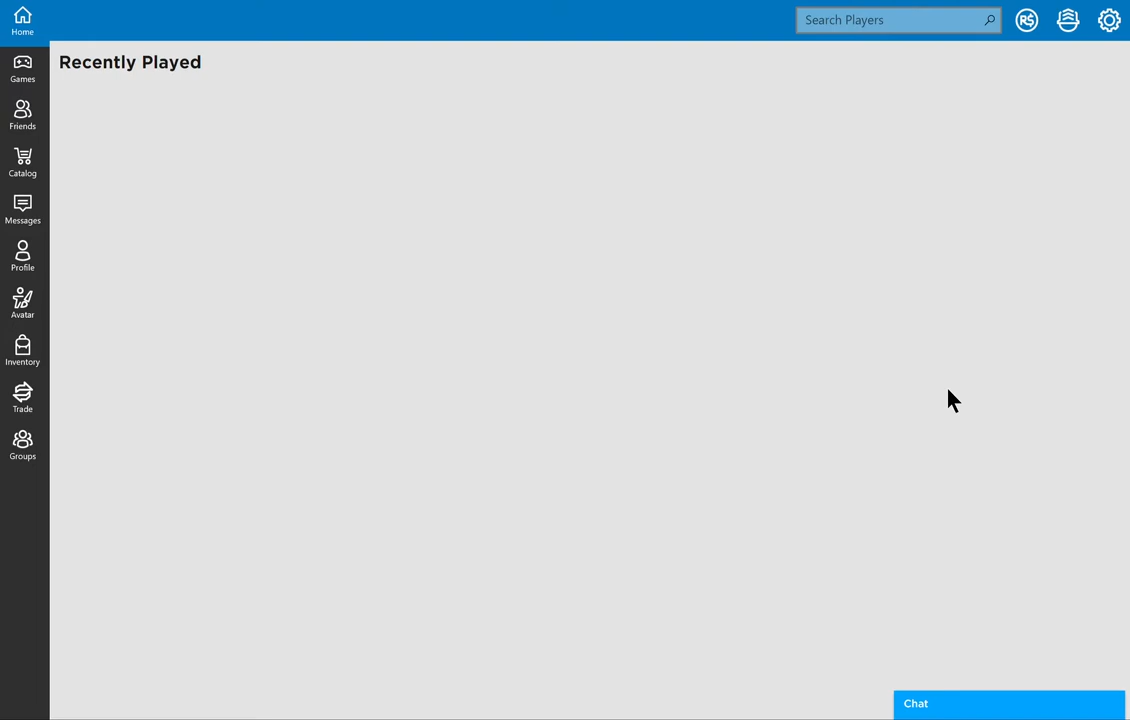 Home
Search Players
R$
Games
Recently Played
Friends
Catalog
Messages
Profile
Avatar
Inventory
Trade
Groups
Chat